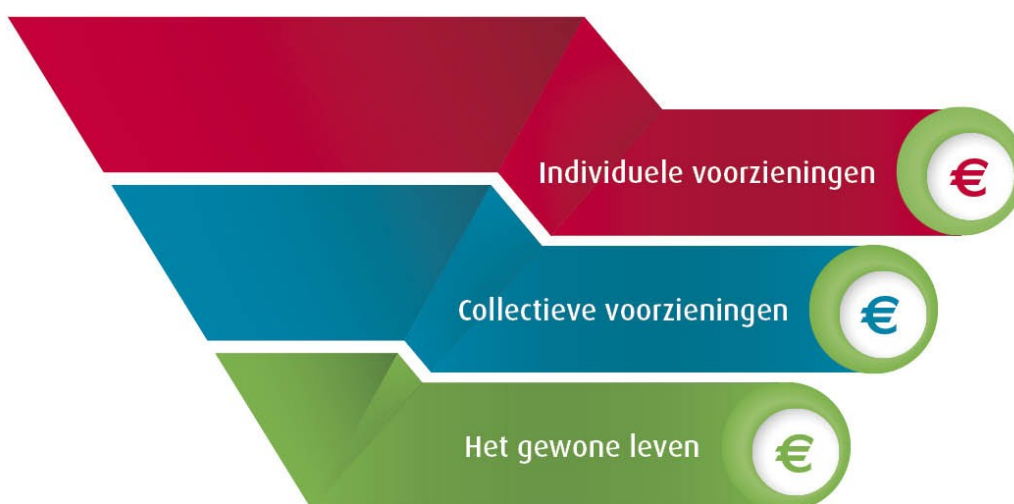 Individuele voorzieningen
€
Collectieve voorzieningen
€
Het gewone leven
€